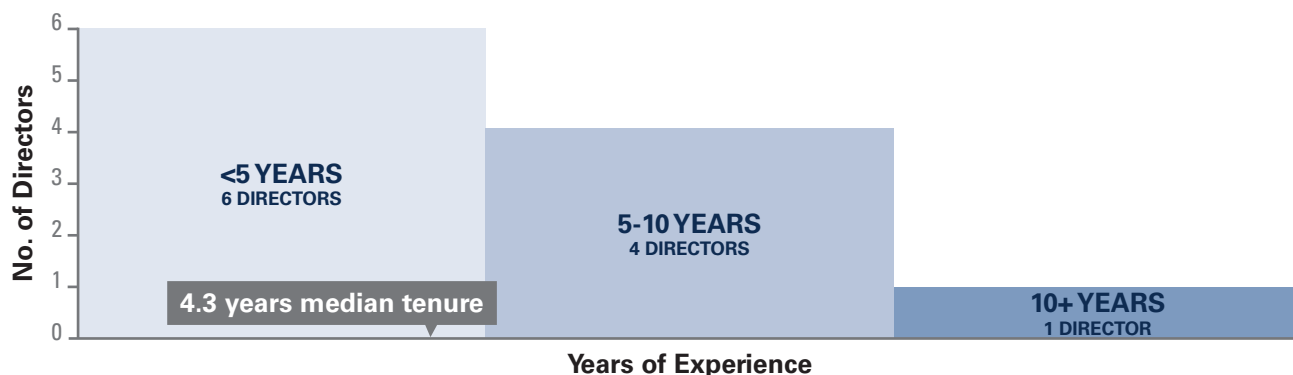 No. of Directors
6
5
4
3
2
1
0
<5 YEARS
6 DIRECTORS
5-10 YEARS
4 DIRECTORS
10+ YEARS
1 DIRECTOR
4.3 years median tenure
Years of Experience